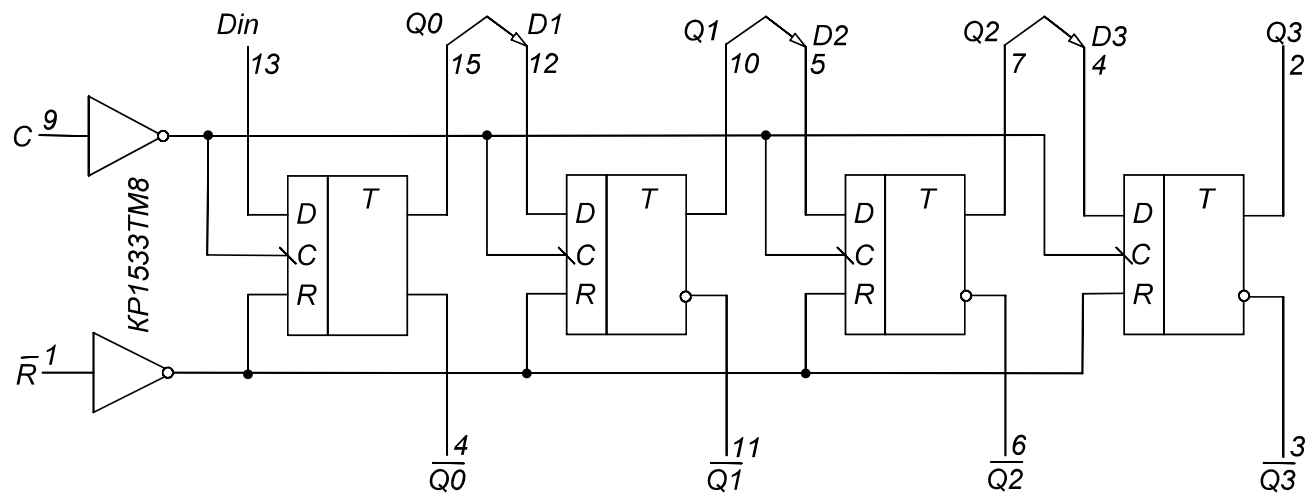 Din Q0 D1 Q1 D2 Q2 D3 Q3
13 15 12 10 5 7 4 2
C 9
КР1533ТМ8
D T D T D T D T
C C C C
R R R R
R̅ 1
4 11 6 3
Q̅0̅ Q̅1̅ Q̅2̅ Q̅3̅